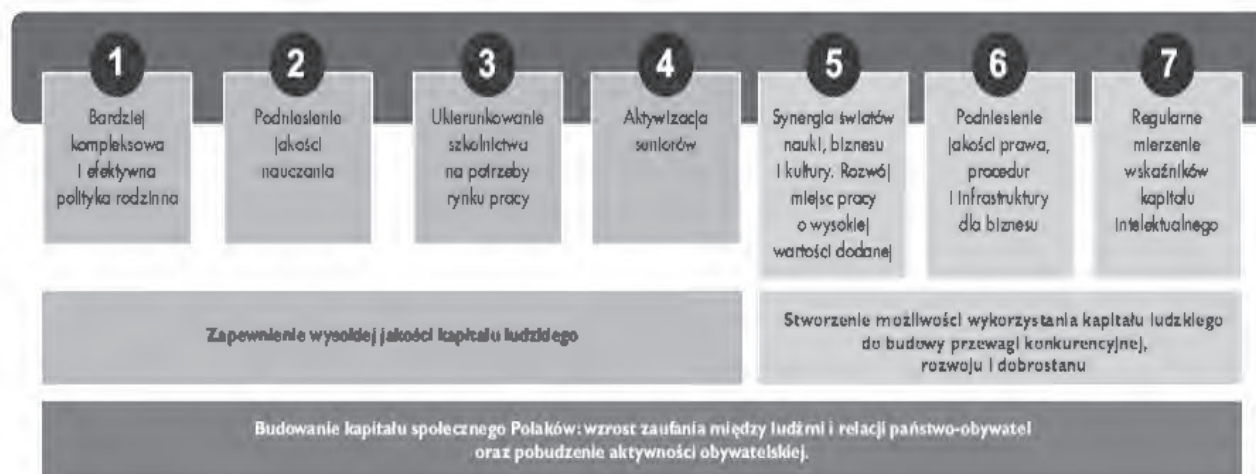 1
Bardziej
kompleksowa
i efektywna
polityka rodzinna
2
Podniesienie
jakości
nauczania
3
Ukierunkowanie
szkolnictwa
na potrzeby
rynku pracy
4
Aktywizacja
seniorów
5
Synergia światów
nauki, biznesu
i kultury. Rozwój
miejsc pracy
o wysokiej
wartości dodanej
6
Podniesienie
jakości prawa,
procedur
i infrastruktury
dla biznesu
7
Regularne
mierzenie
wskaźników
kapitału
intelektualnego
Zapewnienie wysokiej jakości kapitału ludzkiego
Stworzenie możliwości wykorzystania kapitału ludzkiego
do budowy przewagi konkurencyjnej,
rozwoju i dobrostanu
Budowanie kapitału społecznego Polaków: wzrost zaufania między ludźmi i relacji państwo-obywatel
oraz pobudzenie aktywności obywatelskiej.